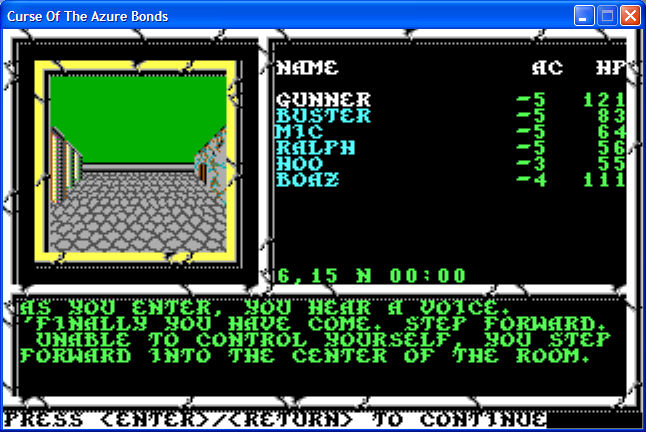 Curse Of The Azure Bonds
NAME AC HP
GUNNER -5 121
BUSTER -5 83
MIC -5 64
RALPH -5 56
HOO -3 55
BOAZ -4 111
6,15 N 00:00
AS YOU ENTER, YOU HEAR A VOICE.
'FINALLY YOU HAVE COME. STEP FORWARD.
UNABLE TO CONTROL YOURSELF, YOU STEP
FORWARD INTO THE CENTER OF THE ROOM.
PRESS <ENTER>/<RETURN> TO CONTINUE